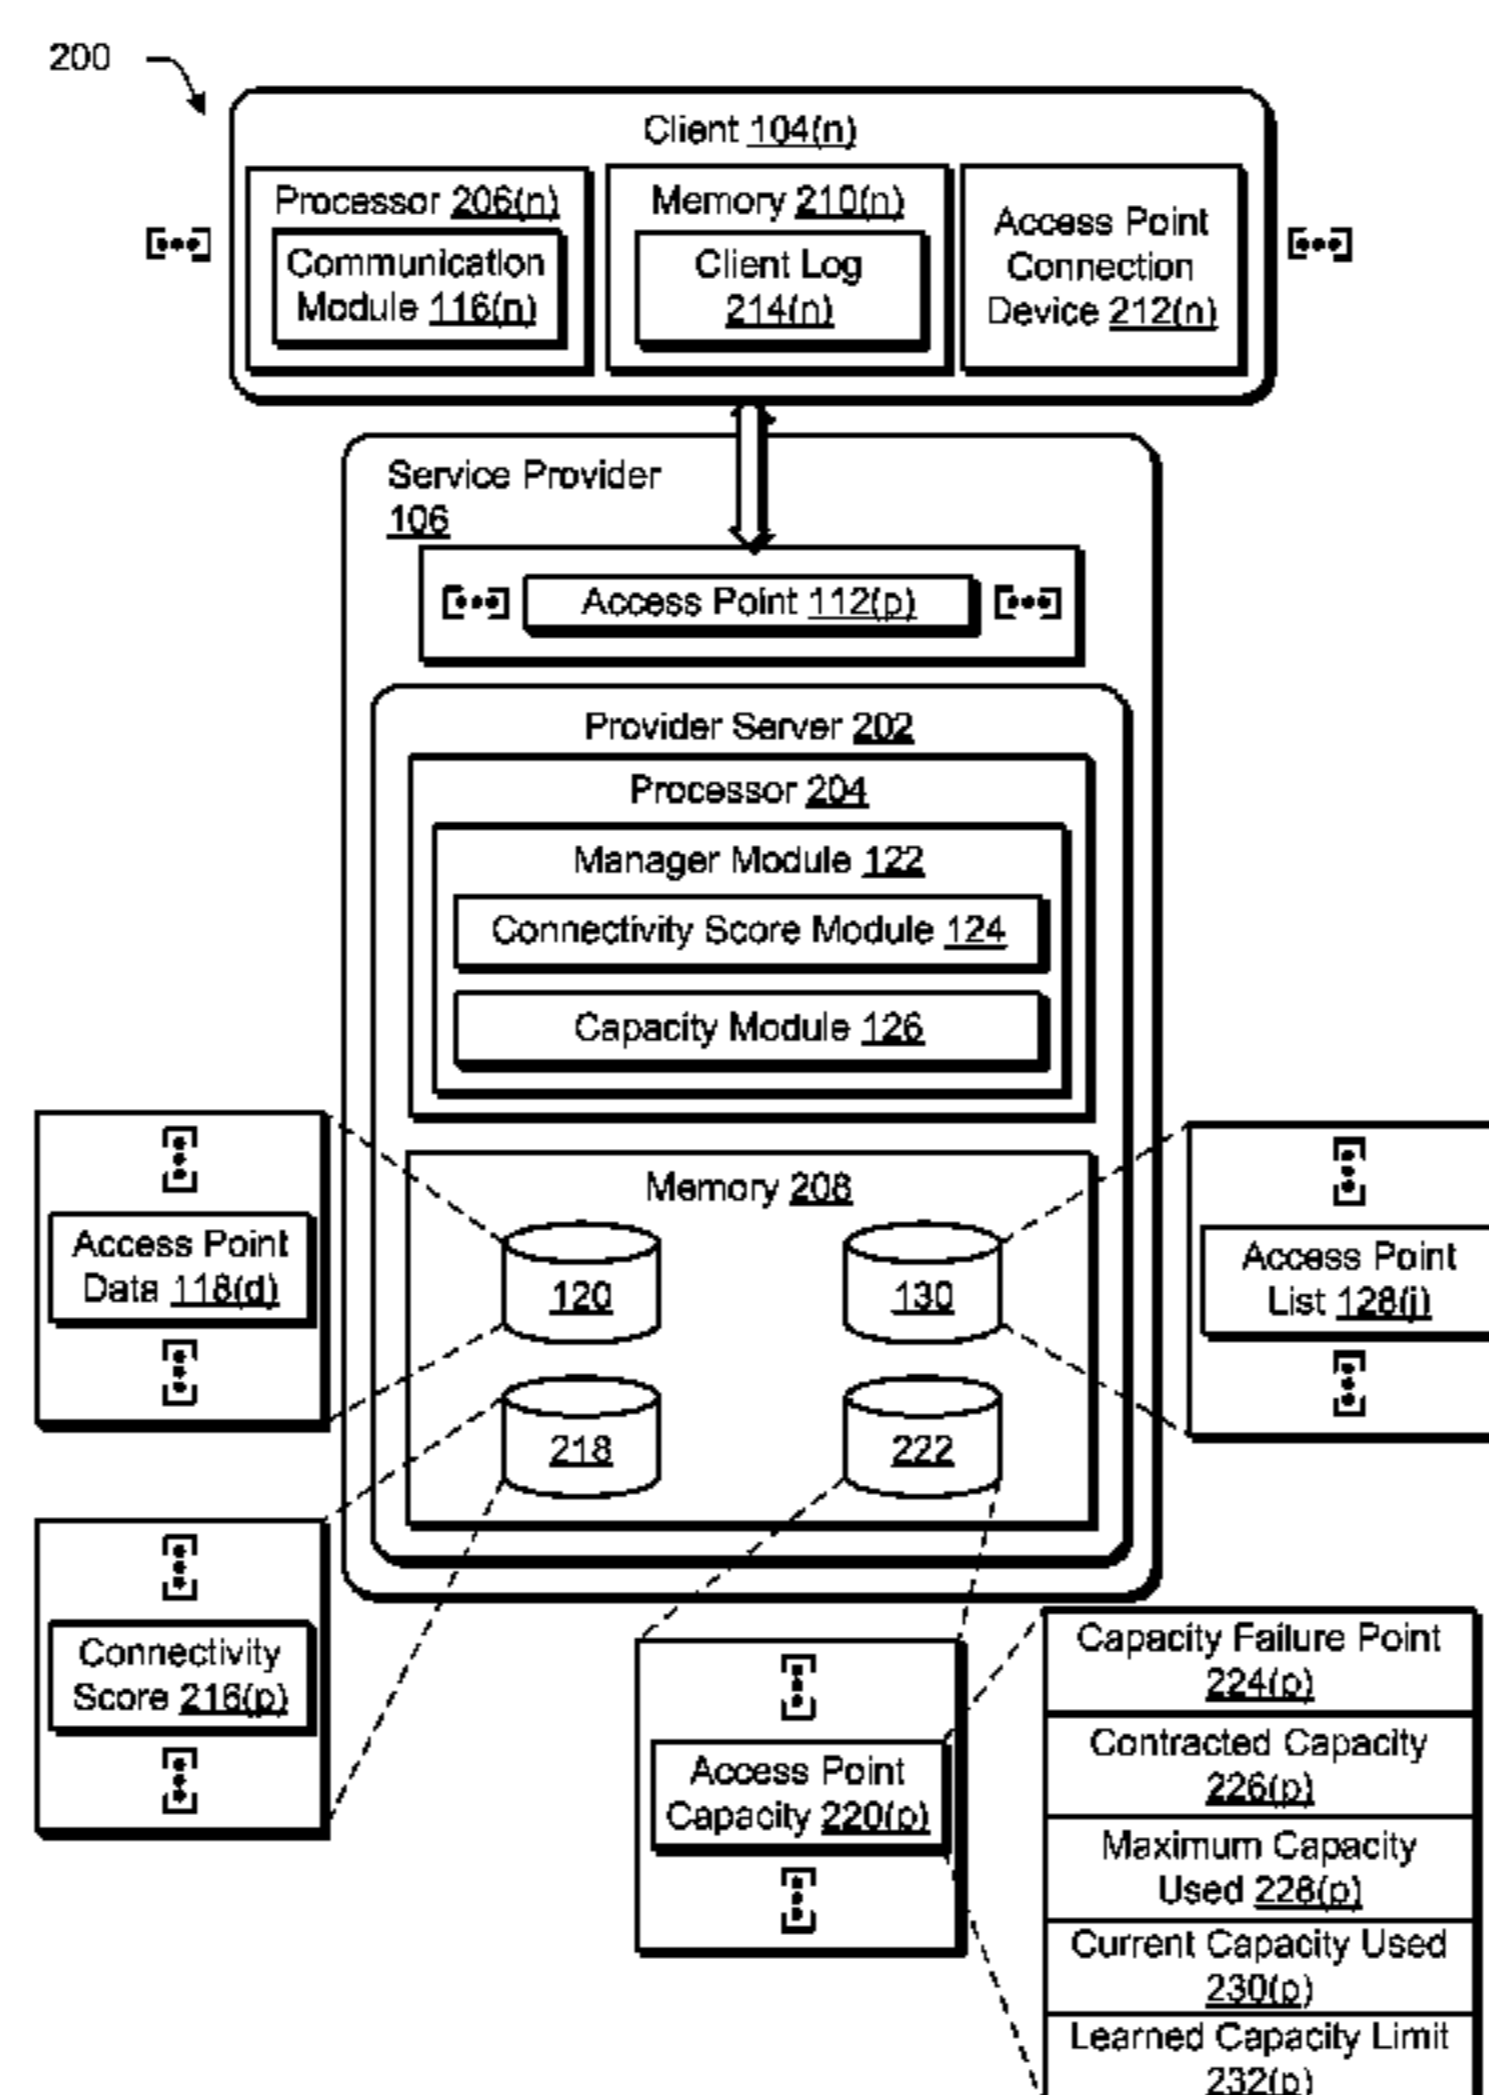 200
Client 104(n)
Processor 206(n)
Communication
Module 116(n)
Memory 210(n)
Client Log
214(n)
Access Point
Connection
Device 212(n)
Service Provider
106
Access Point 112(p)
Provider Server 202
Processor 204
Manager Module 122
Connectivity Score Module 124
Capacity Module 126
Memory 208
120
130
218
222
Access Point
Data 118(d)
Access Point
List 128(j)
Connectivity
Score 216(p)
Access Point
Capacity 220(p)
Capacity Failure Point
224(p)
Contracted Capacity
226(p)
Maximum Capacity
Used 228(p)
Current Capacity Used
230(p)
Learned Capacity Limit
232(p)